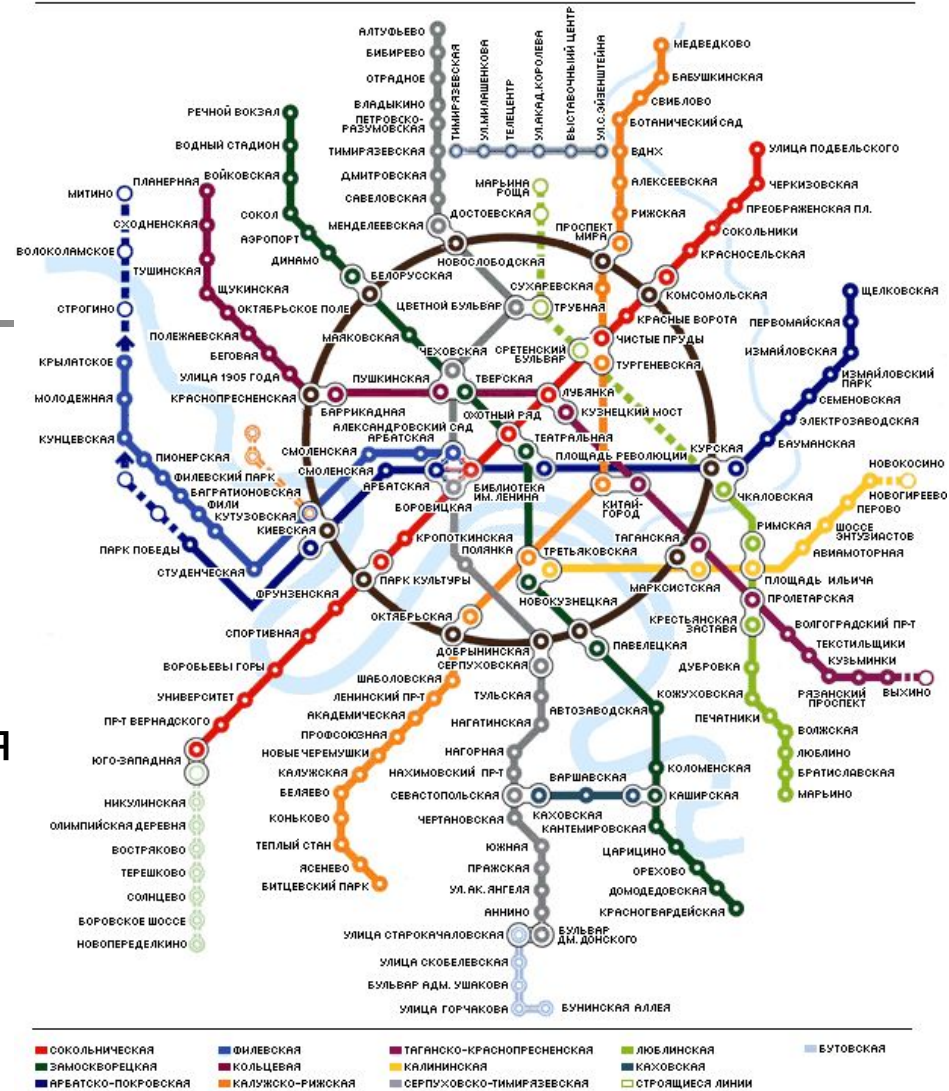 АЛТУФЬЕВО
БИБИРЕВО
ОТРАДНОЕ
ВЛАДЫКИНО
ПЕТРОВСКО-
РАЗУМОВСКАЯ
ТИМИРЯЗЕВСКАЯ
ДМИТРОВСКАЯ
САВЕЛОВСКАЯ
МЕНДЕЛЕЕВСКАЯ
ТИМИРЯЗЕВСКАЯ
УЛ.МИЛАШЕНКОВА
ТЕЛЕЦЕНТР
УЛ.АКАД.КОРОЛЕВА
ВЫСТАВОЧНЫИЙ ЦЕНТР
УЛ.С.ЭЙЗЕНШТЕЙНА
МЕДВЕДКОВО
БАБУШКИНСКАЯ
СВИБЛОВО
БОТАНИЧЕСКИЙ САД
ВДНХ
АЛЕКСЕЕВСКАЯ
РИЖСКАЯ
ПРОСПЕКТ
МИРА
УЛИЦА ПОДБЕЛЬСКОГО
ЧЕРКИЗОВСКАЯ
ПРЕОБРАЖЕНСКАЯ ПЛ.
СОКОЛЬНИКИ
КРАСНОСЕЛЬСКАЯ
КОМСОМОЛЬСКАЯ
КРАСНЫЕ ВОРОТА
ЧИСТЫЕ ПРУДЫ
ТУРГЕНЕВСКАЯ
РЕЧНОЙ ВОКЗАЛ
ВОДНЫЙ СТАДИОН
ВОЙКОВСКАЯ
СОКОЛ
АЭРОПОРТ
ДИНАМО
БЕЛОРУССКАЯ
МАЯКОВСКАЯ
МИТИНО
ВОЛОКОЛАМСКОЕ
СТРОГИНО
КРЫЛАТСКОЕ
МОЛОДЕЖНАЯ
КУНЦЕВСКАЯ
ПЛАНЕРНАЯ
СХОДНЕНСКАЯ
ТУШИНСКАЯ
ЩУКИНСКАЯ
ОКТЯБРЬСКОЕ ПОЛЕ
ПОЛЕЖАЕВСКАЯ
БЕГОВАЯ
УЛИЦА 1905 ГОДА
КРАСНОПРЕСНЕНСКАЯ
БАРРИКАДНАЯ
МАРЬИНА
РОЩА
ДОСТОЕВСКАЯ
НОВОСЛОБОДСКАЯ
ЦВЕТНОЙ БУЛЬВАР
ТРУБНАЯ
СУХАРЕВСКАЯ
СРЕТЕНСКИЙ
БУЛЬВАР
ЧЕХОВСКАЯ
ПУШКИНСКАЯ
ТВЕРСКАЯ
ЛУБЯНКА
КУЗНЕЦКИЙ МОСТ
ОХОТНЫЙ РЯД
ТЕАТРАЛЬНАЯ
ПЛОЩАДЬ РЕВОЛЮЦИИ
АЛЕКСАНДРОВСКИЙ САД
АРБАТСКАЯ
СМОЛЕНСКАЯ
СМОЛЕНСКАЯ
АРБАТСКАЯ
БИБЛИОТЕКА
ИМ. ЛЕНИНА
БОРОВИЦКАЯ
ЩЕЛКОВСКАЯ
ПЕРВОМАЙСКАЯ
ИЗМАЙЛОВСКАЯ
ИЗМАЙЛОВСКИЙ
ПАРК
СЕМЕНОВСКАЯ
ЭЛЕКТРОЗАВОДСКАЯ
БАУМАНСКАЯ
КУРСКАЯ
ЧКАЛОВСКАЯ
НОВОКОСИНО
НОВОГИРЕЕВО
ПЕРОВО
ШОССЕ
ЭНТУЗИАСТОВ
АВИАМОТОРНАЯ
РИМСКАЯ
ПЛОЩАДЬ ИЛЬИЧА
ПИОНЕРСКАЯ
ФИЛЕВСКИЙ ПАРК
БАГРАТИОНОВСКАЯ
ФИЛИ
КУТУЗОВСКАЯ
СТУДЕНЧЕСКАЯ
КИЕВСКАЯ
ПАРК ПОБЕДЫ
КРОПОТКИНСКАЯ
ПОЛЯНКА
ПАРК КУЛЬТУРЫ
КИТАЙ-
ГОРОД
ТРЕТЬЯКОВСКАЯ
НОВОКУЗНЕЦКАЯ
ТАГАНСКАЯ
МАРКСИСТСКАЯ
ПРОЛЕТАРСКАЯ
КРЕСТЬЯНСКАЯ
ЗАСТАВА
ВОЛГОГРАДСКИЙ ПР-Т
ТЕКСТИЛЬЩИКИ
КУЗЬМИНКИ
РЯЗАНСКИЙ
ПРОСПЕКТ
ВЫХИНО
ФРУНЗЕНСКАЯ
СПОРТИВНАЯ
ВОРОБЬЕВЫ ГОРЫ
УНИВЕРСИТЕТ
ПР-Т ВЕРНАДСКОГО
ЮГО-ЗАПАДНАЯ
НИКУЛИНСКАЯ
ОЛИМПИЙСКАЯ ДЕРЕВНЯ
ВОСТРЯКОВО
ТЕРЕШКОВО
СОЛНЦЕВО
БОРОВСКОЕ ШОССЕ
НОВОПЕРЕДЕЛКИНО
Я
ОКТЯБРЬСКАЯ
ДОБРЫНИНСКАЯ
СЕРПУХОВСКАЯ
ПАВЕЛЕЦКАЯ
ШАБОЛОВСКАЯ
ЛЕНИНСКИЙ ПР-Т
АКАДЕМИЧЕСКАЯ
ПРОФСОЮЗНАЯ
НОВЫЕ ЧЕРЕМУШКИ
КАЛУЖСКАЯ
БЕЛЯЕВО
КОНЬКОВО
ТЕПЛЫЙ СТАН
ЯСЕНЕВО
БИТЦЕВСКИЙ ПАРК
ТУЛЬСКАЯ
НАГАТИНСКАЯ
НАГОРНАЯ
НАХИМОВСКИЙ ПР-Т
СЕВАСТОПОЛЬСКАЯ
ЧЕРТАНОВСКАЯ
ЮЖНАЯ
ПРАЖСКАЯ
УЛ. АК. ЯНГЕЛЯ
АННИНО
УЛИЦА СТАРОКАЧАЛОВСКАЯ
БУЛЬВАР
ДМ.ДОНСКОГО
УЛИЦА СКОБЕЛЕВСКАЯ
БУЛЬВАР АДМ. УШАКОВА
УЛИЦА ГОРЧАКОВА
БУНИНСКАЯ АЛЛЕЯ
АВТОЗАВОДСКАЯ
КОЛОМЕНСКАЯ
ВАРШАВСКАЯ
КАШИРСКАЯ
КАХОВСКАЯ
КАНТЕМИРОВСКАЯ
ЦАРИЦИНО
ОРЕХОВО
ДОМОДЕДОВСКАЯ
КРАСНОГВАРДЕЙСКАЯ
ДУБРОВКА
КОЖУХОВСКАЯ
ПЕЧАТНИКИ
ВОЛЖСКАЯ
ЛЮБЛИНО
БРАТИСЛАВСКАЯ
МАРЬИНО
СОКОЛЬНИЧЕСКАЯ
ЗАМОСКВОРЕЦКАЯ
АРБАТСКО-ПОКРОВСКАЯ
ФИЛЕВСКАЯ
КОЛЬЦЕВАЯ
КАЛУЖСКО-РИЖСКАЯ
ТАГАНСКО-КРАСНОПРЕСНЕНСКАЯ
КАЛИНИНСКАЯ
СЕРПУХОВСКО-ТИМИРЯЗЕВСКАЯ
ЛЮБЛИНСКАЯ
КАХОВСКАЯ
СТРОЯЩИЕСЯ ЛИНИИ
БУТОВСКАЯ